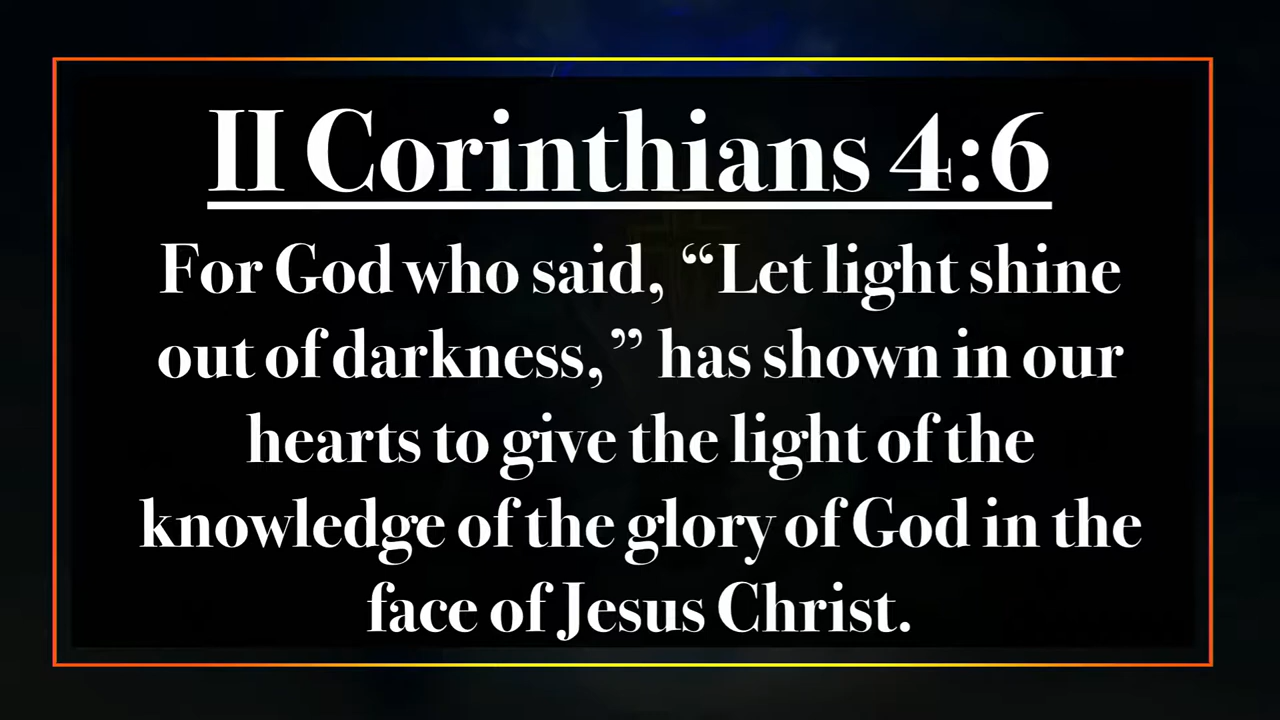 II Corinthians 4:6
For God who said, “Let light shine
out of darkness,” has shown in our
hearts to give the light of the
knowledge of the glory of God in the
face of Jesus Christ.